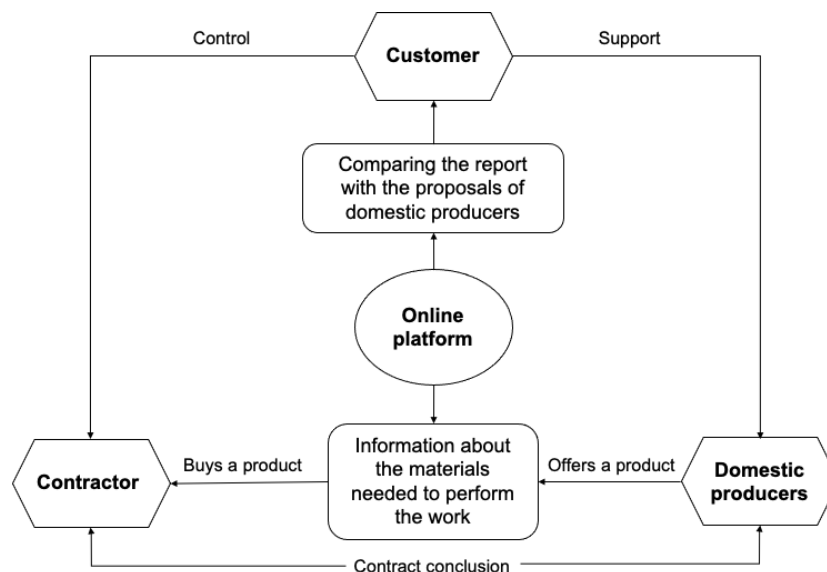 Control
Customer
Support
Comparing the report
with the proposals of
domestic producers
Online
platform
Contractor
Buys a product
Information about
the materials
needed to perform
the work
Offers a product
Domestic
producers
Contract conclusion